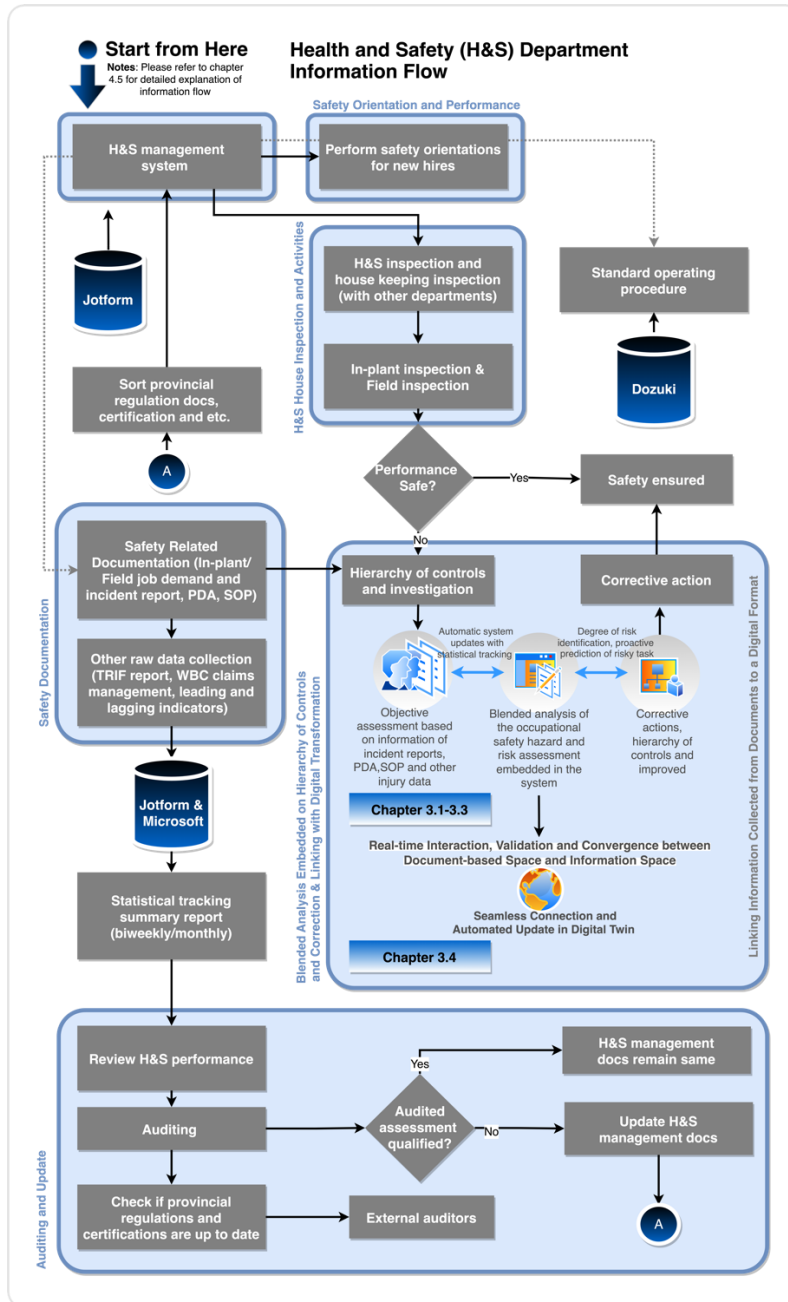 Start from Here
Notes: Please refer to chapter
4.5 for detailed explanation of
information flow
Health and Safety (H&S) Department
Information Flow
Safety Orientation and Performance
H&S management
system
Perform safety orientations
for new hires
H&S House Inspection and Activities
H&S inspection and
house keeping inspection
(with other departments)
Standard operating
procedure
Jotform
In-plant inspection &
Field inspection
Dozuki
Sort provincial
regulation docs,
certification and etc.
A
Performance
Safe?
Yes
Safety ensured
No
Safety Documentation
Safety Related
Documentation (In-plant/
Field job demand and
incident report, PDA, SOP)
Other raw data collection
(TRIF report, WBC claims
management, leading and
lagging indicators)
Jotform &
Microsoft
Statistical tracking
summary report
(biweekly/monthly)
Blended Analysis Embedded on Hierarchy of Controls
and Correction & Linking with Digital Transformation
Hierarchy of controls
and investigation
Corrective action
Automatic system
updates with
statistical tracking
Degree of risk
identification, proactive
prediction of risky task
Objective
assessment based
on information of
incident reports,
PDA,SOP and other
injury data
Blended analysis of
the occupational
safety hazard and
risk assessment
embedded in the
system
Corrective
actions,
hierarchy of
controls and
improved
Chapter 3.1-3.3
Real-time Interaction, Validation and Convergence between
Document-based Space and Information Space
Seamless Connection and
Automated Update in Digital Twin
Chapter 3.4
Linking Information Collected from Documents to a Digital Format
Auditing and Update
Review H&S performance
Yes
H&S management
docs remain same
Auditing
Audited
assessment
qualified?
No
Update H&S
management docs
Check if provincial
regulations and
certifications are up to date
External auditors
A